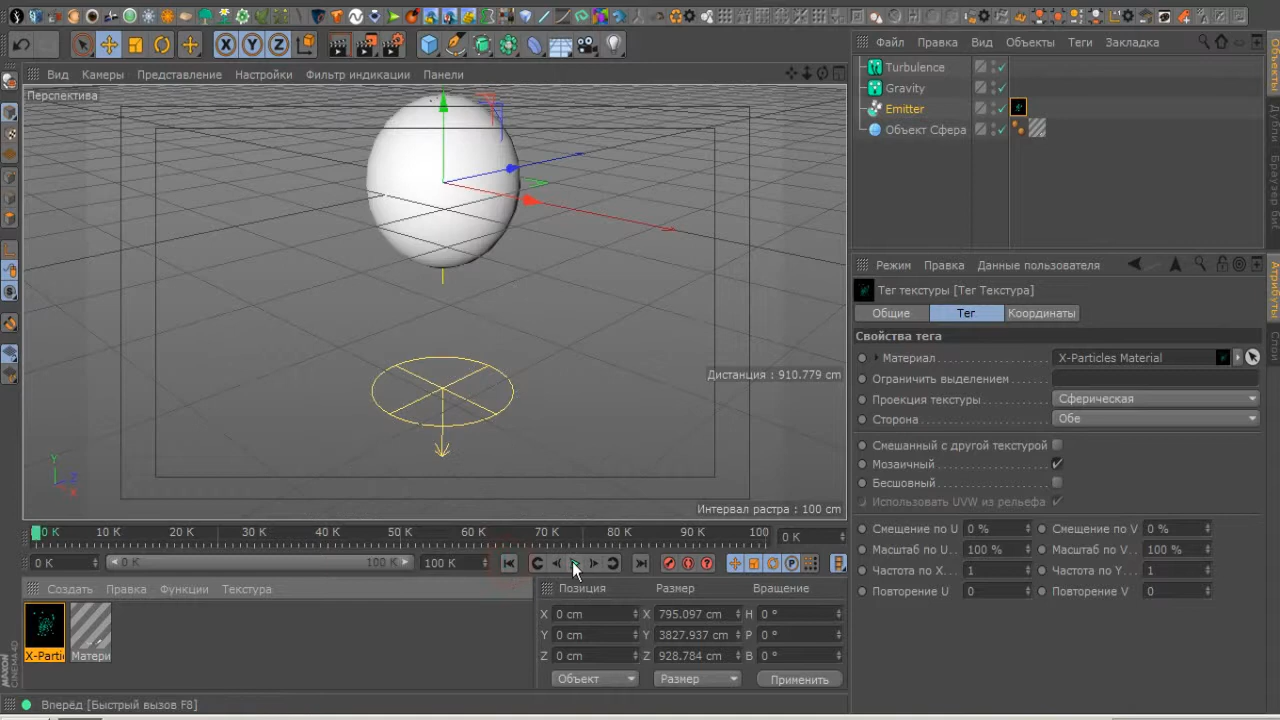 X Y Z
Файл Правка Вид Объекты Теги Закладка
Объекты
Turbulence
Gravity
Emitter
Объект Сфера
Вид Камеры Представление Настройки Фильтр индикации Панели
Перспектива
Дистанция : 910.779 cm
Интервал растра : 100 cm
Y
Z
X
Режим Правка Данные пользователя
Атрибуты
Слои
Тег текстуры [Тег Текстура]
Общие Тег Координаты
Свойства тега
Материал X-Particles Material
Ограничить выделением
Проекция текстуры Сферическая
Сторона Обе
Смешанный с другой текстурой
Мозаичный
Бесшовный
Использовать UVW из рельефа
Смещение по U 0 % Смещение по V 0 %
Масштаб по U . . 100 % Масштаб по V . . 100 %
Частота по X . . 1 Частота по Y . . 1
Повторение U 0 Повторение V 0
0 K 10 K 20 K 30 K 40 K 50 K 60 K 70 K 80 K 90 K 100 0 K
0 K 0 K 100 K 100 K P
Создать Правка Функции Текстура
X-Partic Матери
Позиция Размер Вращение
X 0 cm X 795.097 cm H 0 °
Y 0 cm Y 3827.937 cm P 0 °
Z 0 cm Z 928.784 cm B 0 °
Объект Размер Применить
MAXON CINEMA 4D
Вперёд [Быстрый вызов F8]